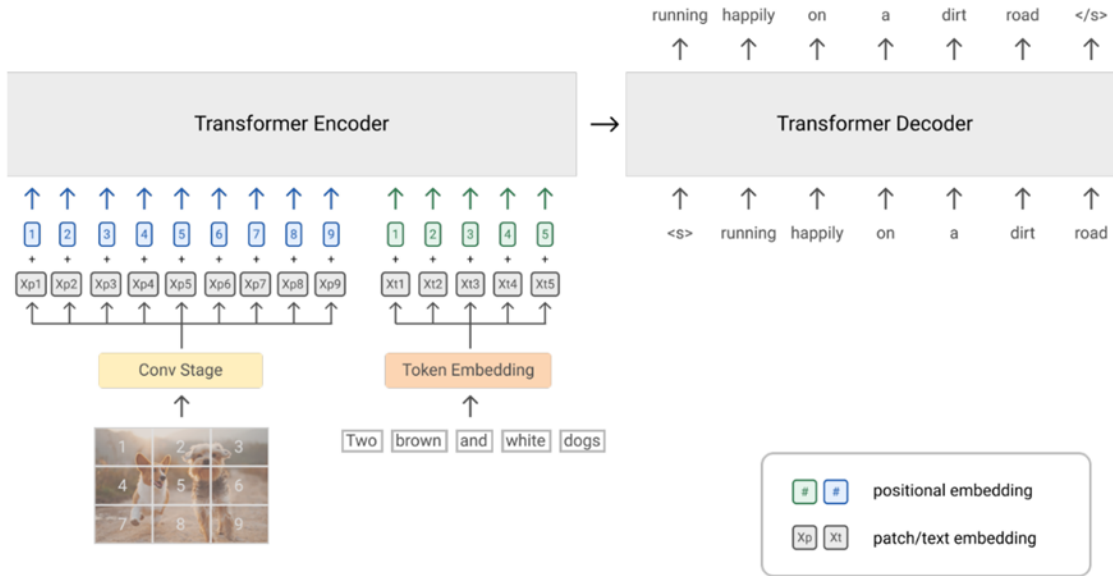 running happily on a dirt road </s>
Transformer Encoder
Transformer Decoder
1 2 3 4 5 6 7 8 9
1 2 3 4 5
+ + + + + + + + +
+ + + + +
<s> running happily on a dirt road
Xp1 Xp2 Xp3 Xp4 Xp5 Xp6 Xp7 Xp8 Xp9
Xt1 Xt2 Xt3 Xt4 Xt5
Conv Stage
Token Embedding
Two brown and white dogs
1 2 3
4 5 6
7 8 9
# # positional embedding
Xp Xt patch/text embedding